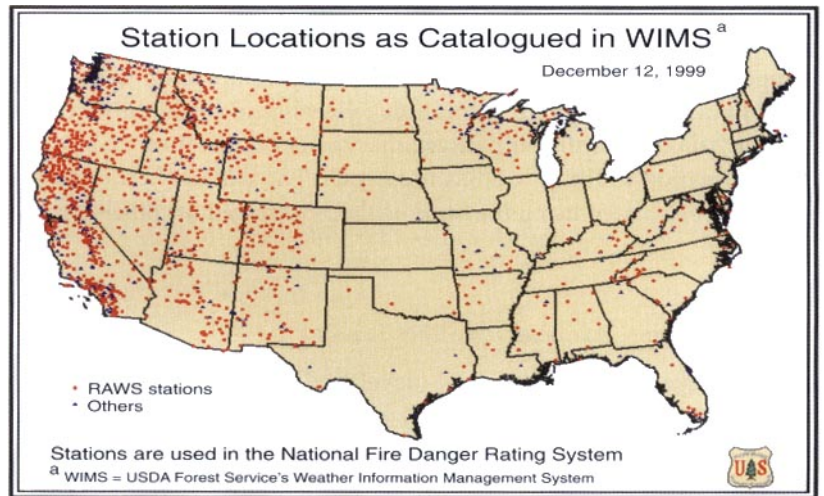 Station Locations as Catalogued in WIMS a
December 12, 1999
RAWS stations
Others
Stations are used in the National Fire Danger Rating System
a WIMS = USDA Forest Service's Weather Information Management System
US